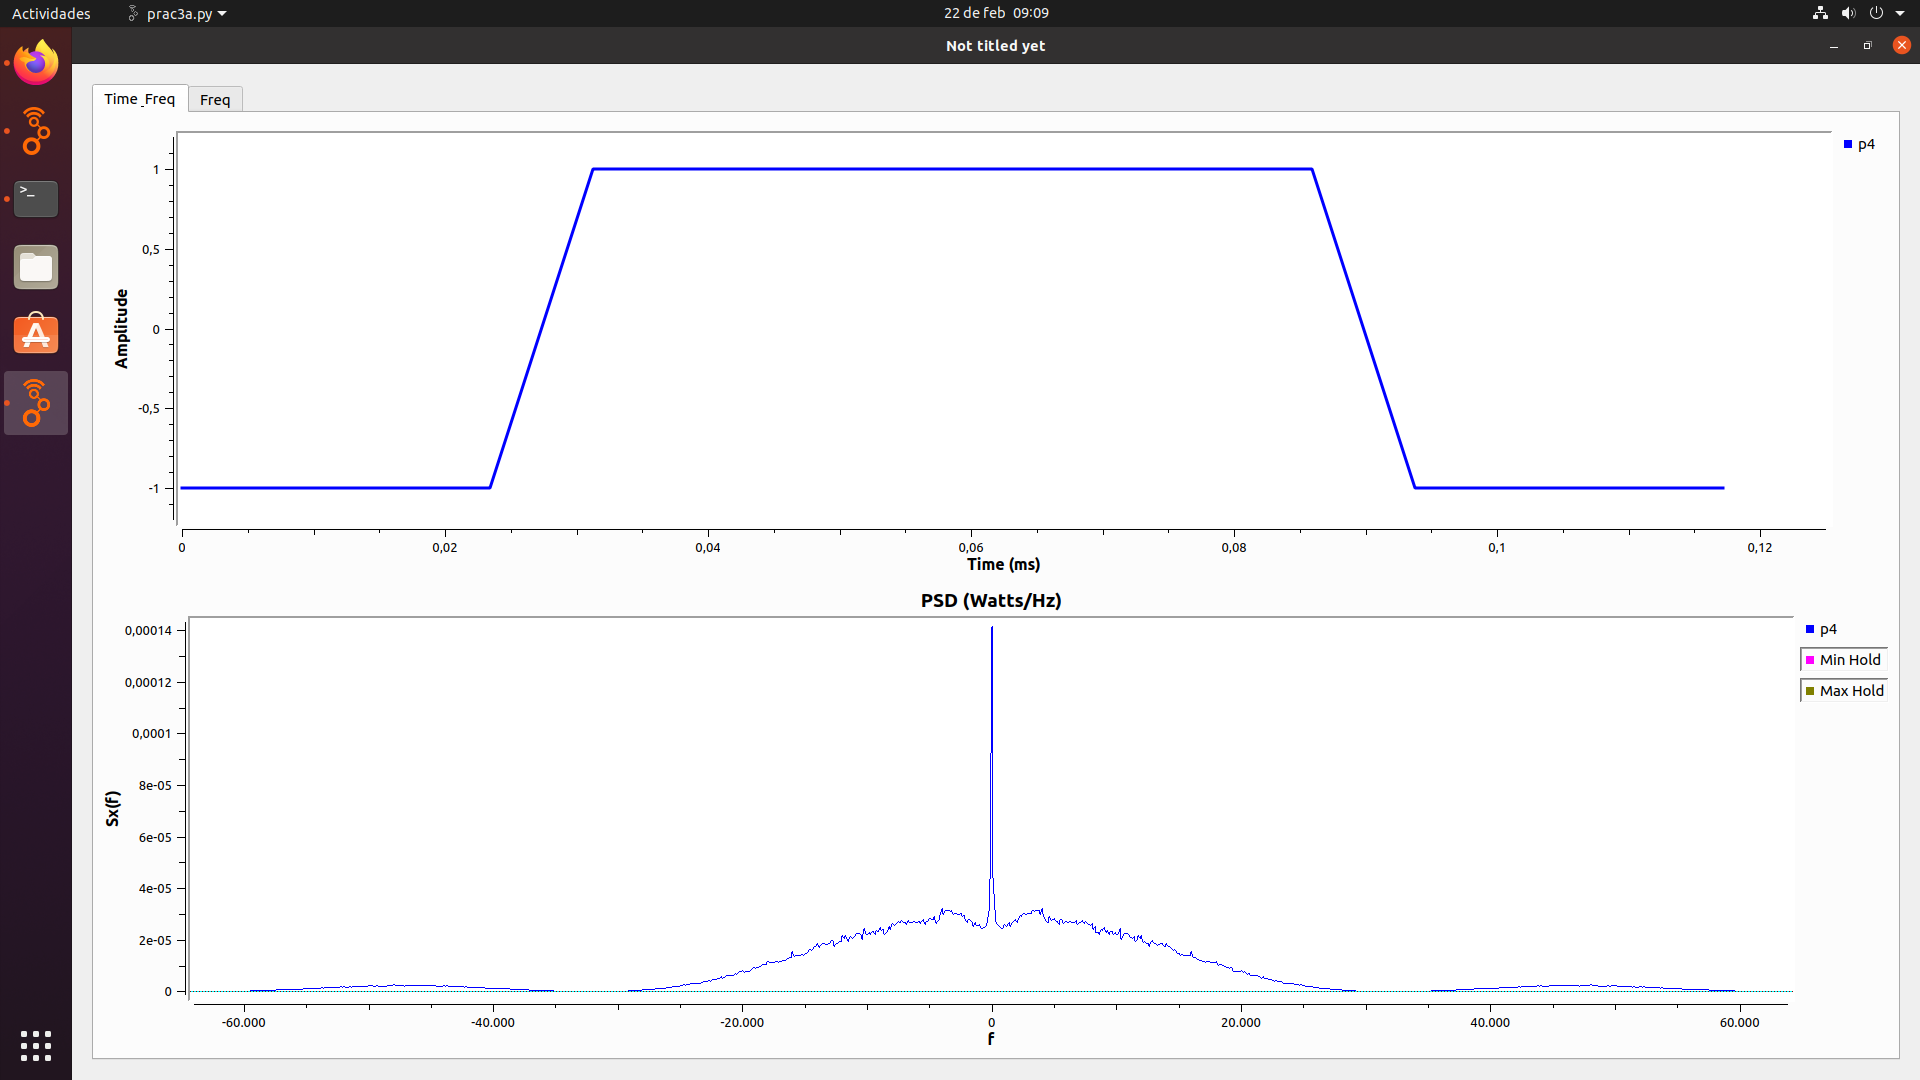 Actividades
prac3a.py
22 de feb 09:09
Not titled yet
Time_Freq
Freq
p4
1
0,5
0
-0,5
-1
Amplitude
0
0,02
0,04
0,06
0,08
0,1
0,12
Time (ms)
PSD (Watts/Hz)
p4
Min Hold
Max Hold
0,00014
0,00012
0,0001
8e-05
6e-05
4e-05
2e-05
0
Sx(f)
-60.000
-40.000
-20.000
0
20.000
40.000
60.000
f